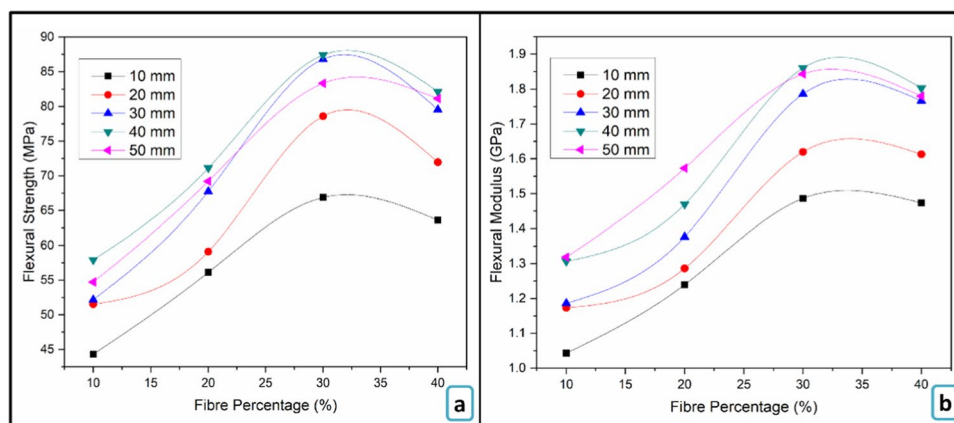 Flexural Strength (MPa)
90
85
80
75
70
65
60
55
50
45
10 mm
20 mm
30 mm
40 mm
50 mm
10 15 20 25 30 35 40
Fibre Percentage (%)
a
Flexural Modulus (GPa)
1.9
1.8
1.7
1.6
1.5
1.4
1.3
1.2
1.1
1.0
10 mm
20 mm
30 mm
40 mm
50 mm
10 15 20 25 30 35 40
Fibre Percentage (%)
b